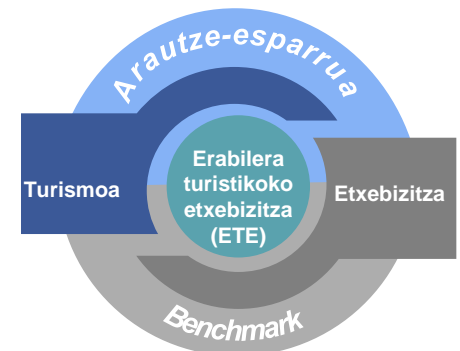 Arautze-esparrua
Turismoa
Erabilera
turistikoko
etxebizitza
(ETE)
Etxebizitza
Benchmark